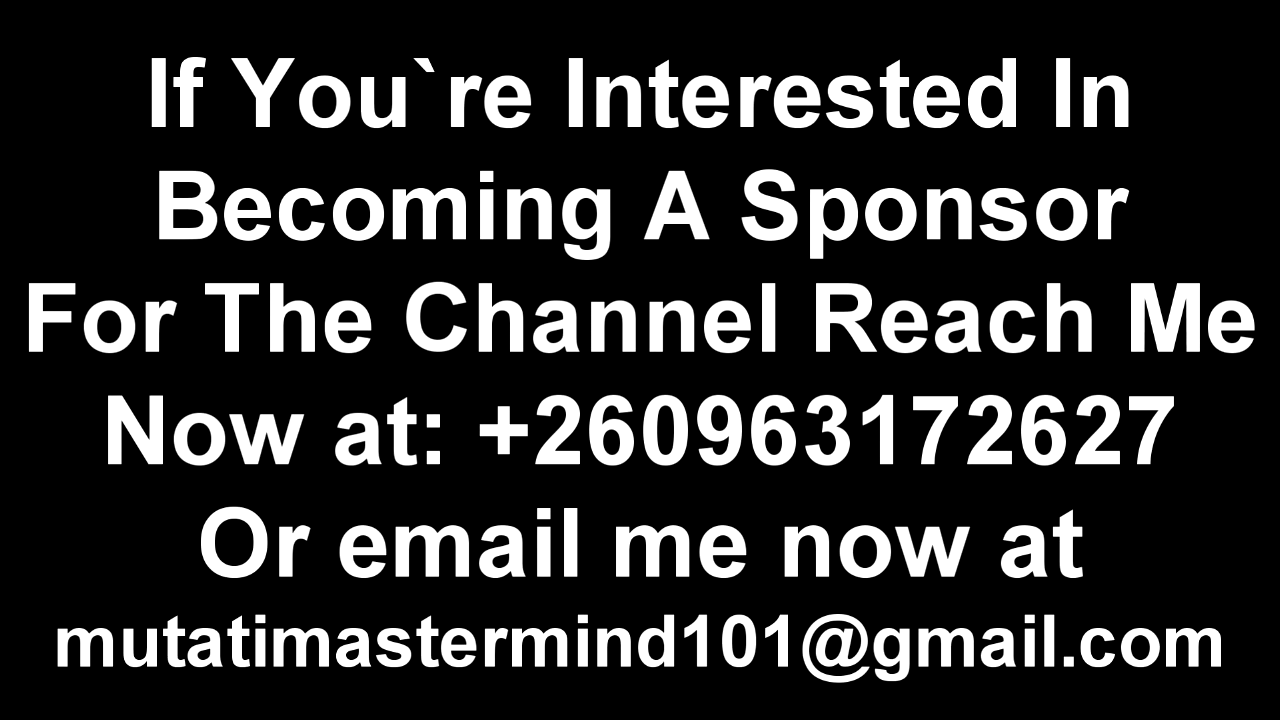 If You`re Interested In
Becoming A Sponsor
For The Channel Reach Me
Now at: +260963172627
Or email me now at
mutatimastermind101@gmail.com